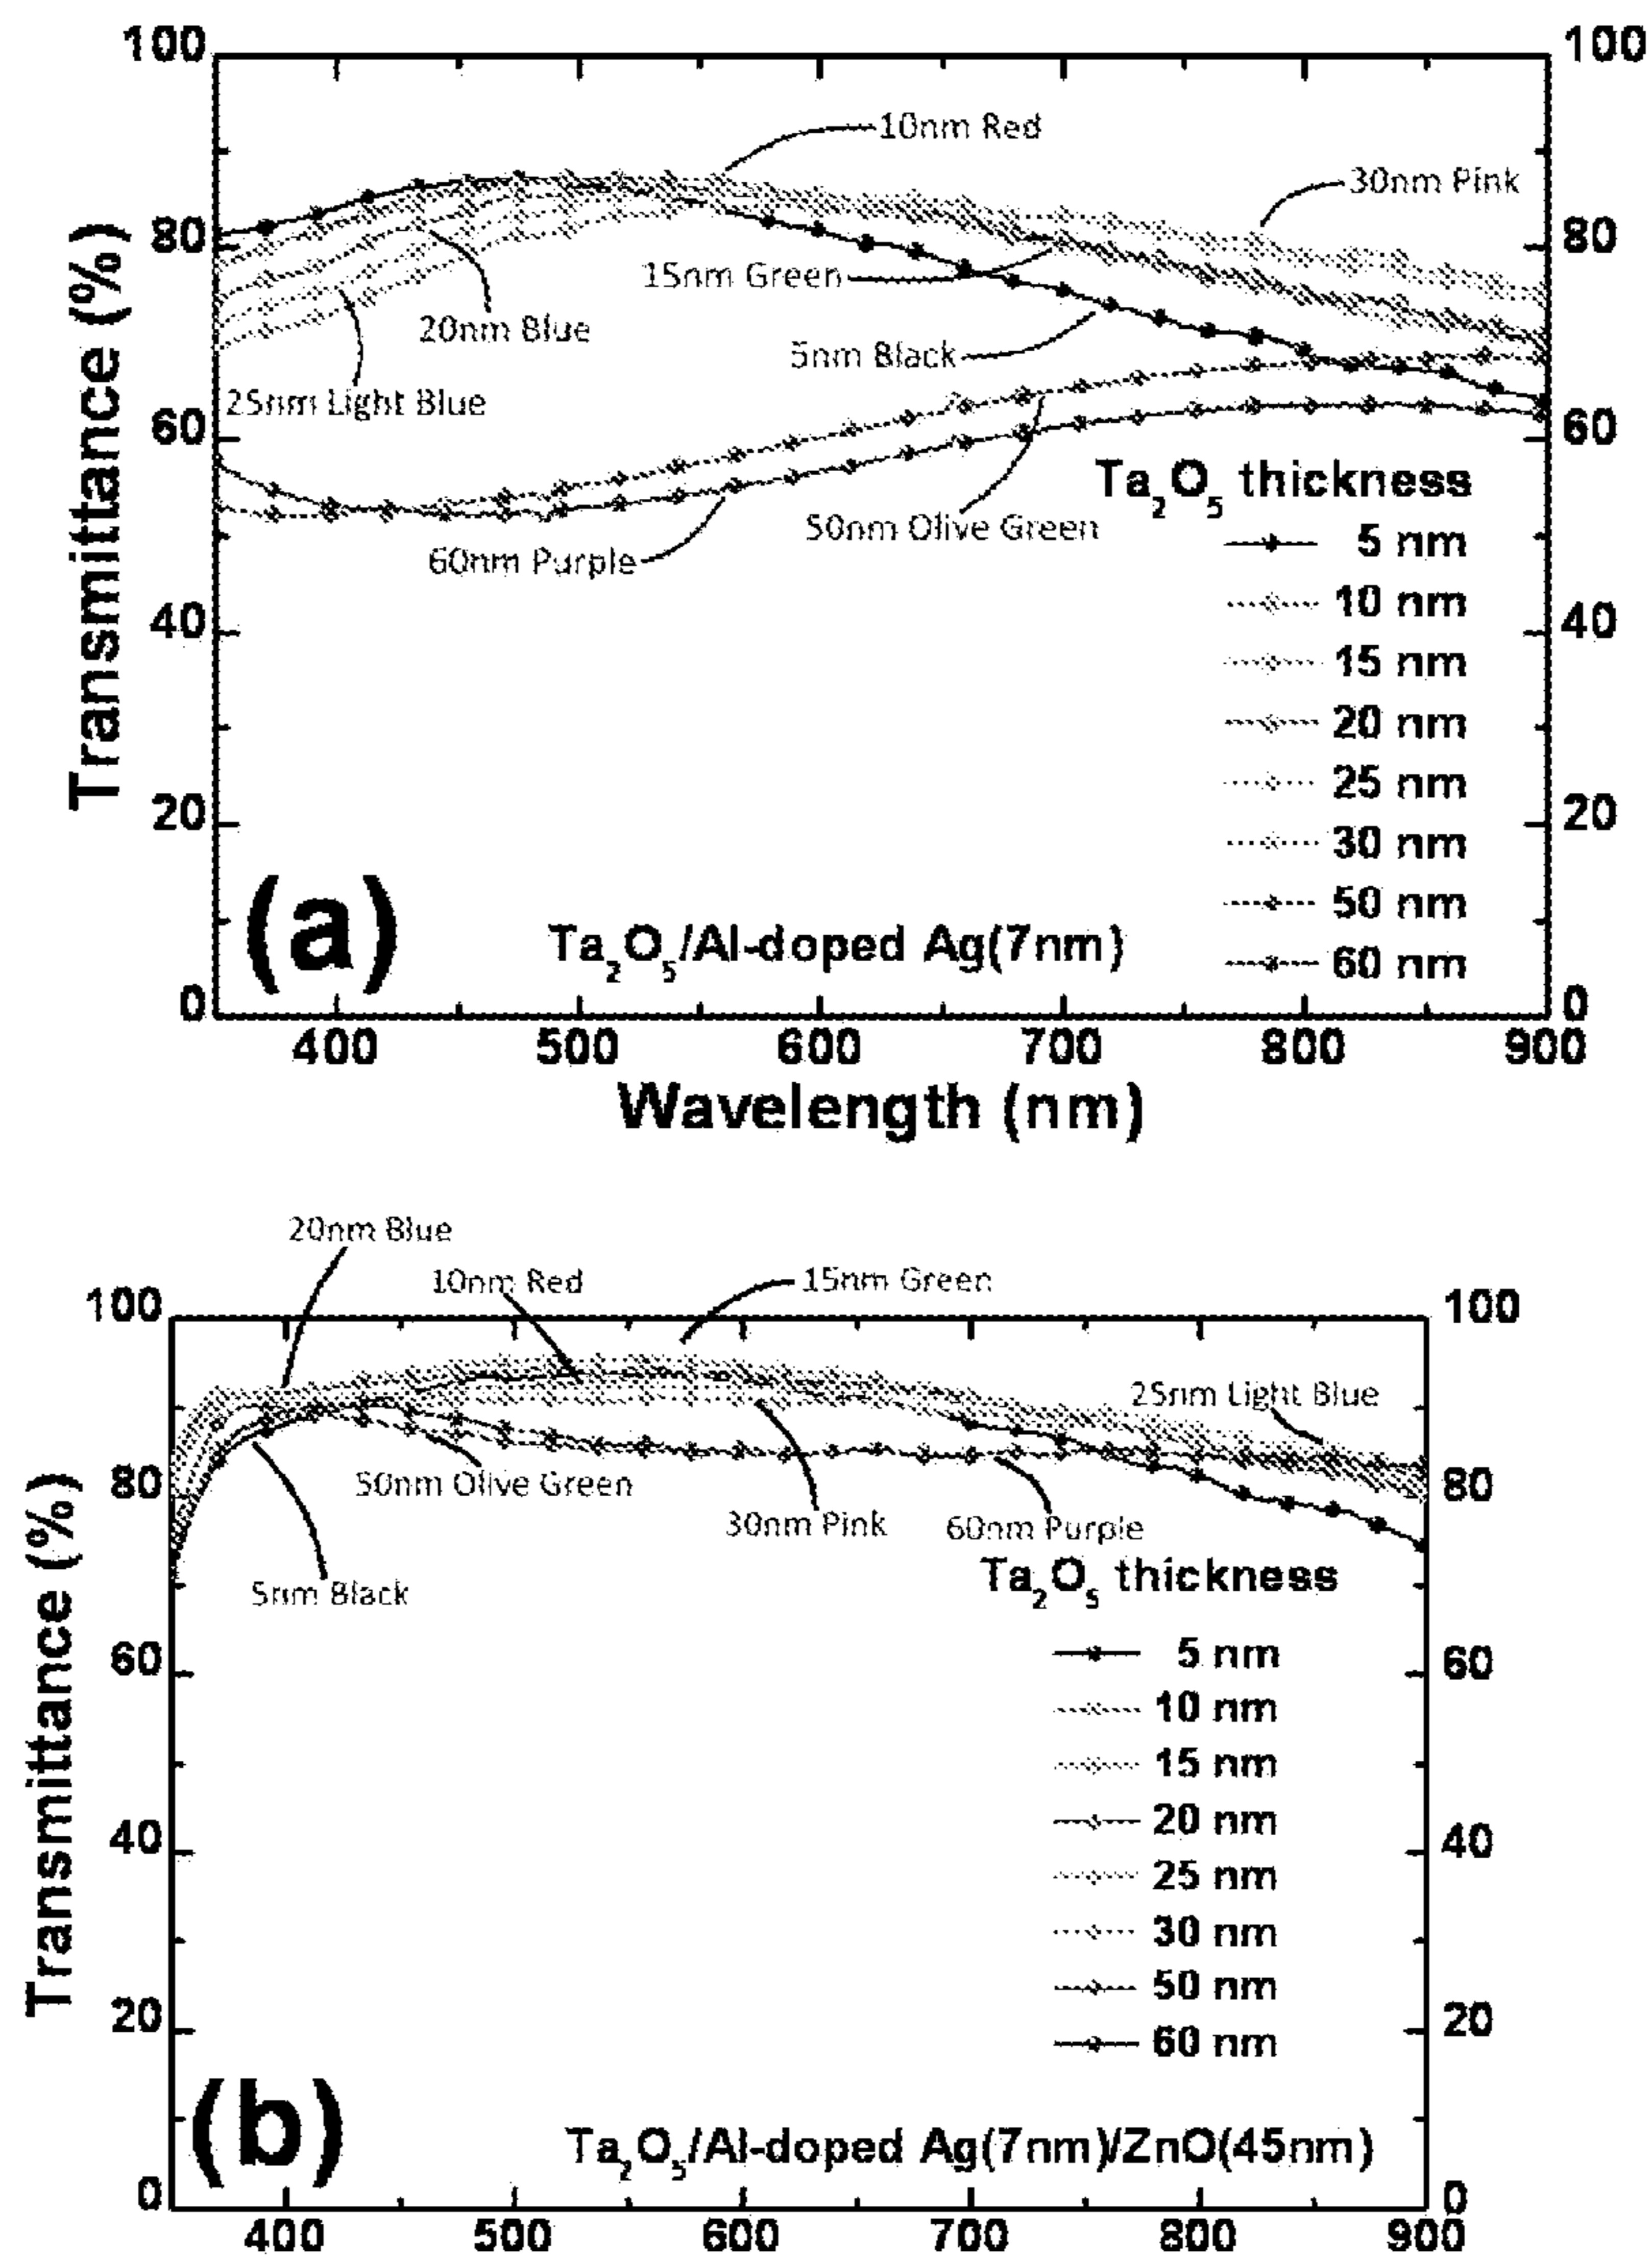 100
100
10nm Red
30nm Pink
80
80
15nm Green
20nm Blue
5nm Black
25nm Light Blue
60
60
Ta2O5 thickness
50nm Olive Green
60nm Purple
5 nm
10 nm
40
40
15 nm
20 nm
25 nm
20
20
30 nm
50 nm
(a)
Ta2O5/Al-doped Ag(7nm)
60 nm
0
0
400
500
600
700
800
900
Wavelength (nm)
Transmittance (%)
20nm Blue
10nm Red
15nm Green
100
100
25nm Light Blue
80
80
50nm Olive Green
30nm Pink
60nm Purple
5nm Black
Ta2O5 thickness
60
60
5 nm
10 nm
15 nm
40
40
20 nm
25 nm
30 nm
50 nm
20
20
60 nm
(b)
Ta2O5/Al-doped Ag(7nm)/ZnO(45nm)
0
0
400
500
600
700
800
900
Transmittance (%)